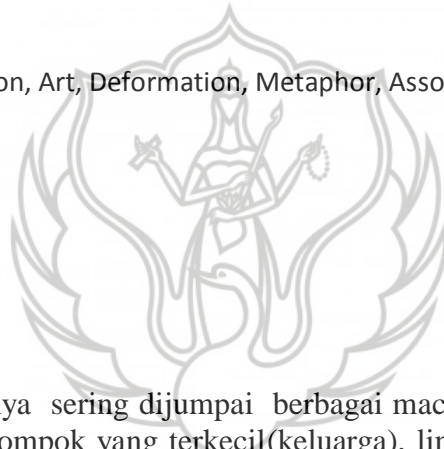 on, Art, Deformation, Metaphor, Asso
ya sering dijumpai berbagai mac
ompok yang terkecil(keluarga), lin